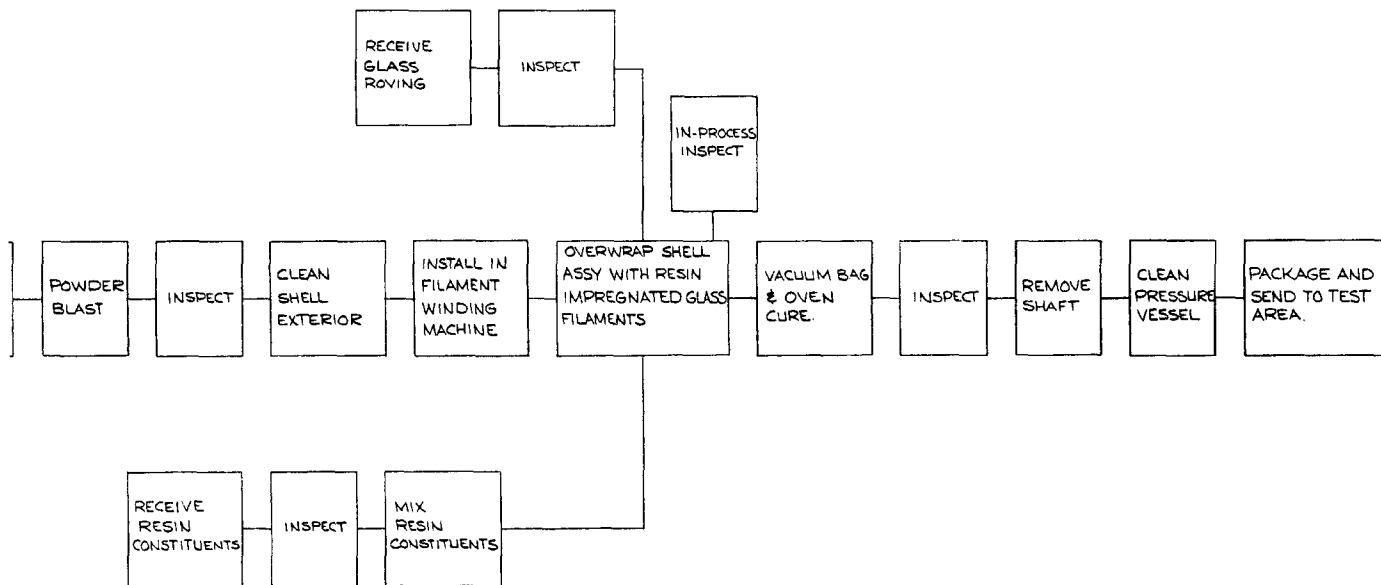 RECEIVE
GLASS
ROVING
INSPECT
IN-PROCESS
INSPECT
POWDER
BLAST
INSPECT
CLEAN
SHELL
EXTERIOR
INSTALL IN
FILAMENT
WINDING
MACHINE
OVERWRAP SHELL
ASSY WITH RESIN
IMPREGNATED GLASS
FILAMENTS
VACUUM BAG
& OVEN
CURE.
INSPECT
REMOVE
SHAFT
CLEAN
PRESSURE
VESSEL
PACKAGE AND
SEND TO TEST
AREA.
RECEIVE
RESIN
CONSTITUENTS
INSPECT
MIX
RESIN
CONSTITUENTS